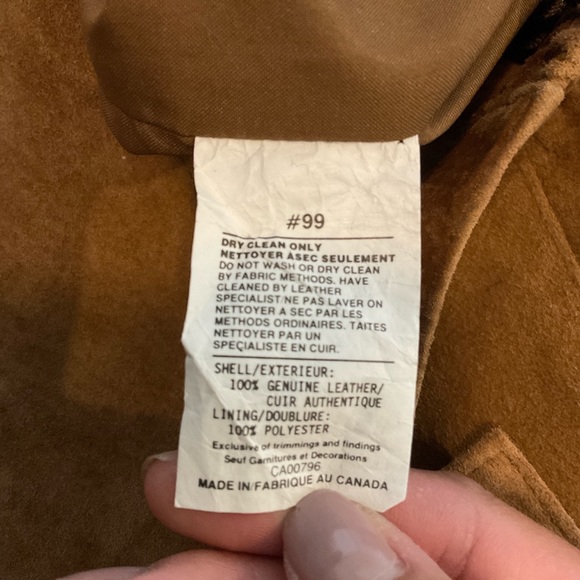 #99
DRY CLEAN ONLY
NETTOYER ASEC SEULEMENT
DO NOT WASH OR DRY CLEAN
BY FABRIC METHODS. HAVE
CLEANED BY LEATHER
SPECIALIST NE PAS LAVER ON
NETTOYER A SEC PAR LES
METHODS ORDINAIRES. TAITES
NETTOYER PAR UN
SPECIALISTE EN CUIR.
SHELL/EXTERIEUR:
100% GENUINE LEATHER/
CUIR AUTHENTIQUE
LINING/DOUBLURE:
100% POLYESTER
Exclusive of trimmings and findings
Seuf Garnitures et Decorations
CA00796
MADE IN/FABRIQUE AU CANADA